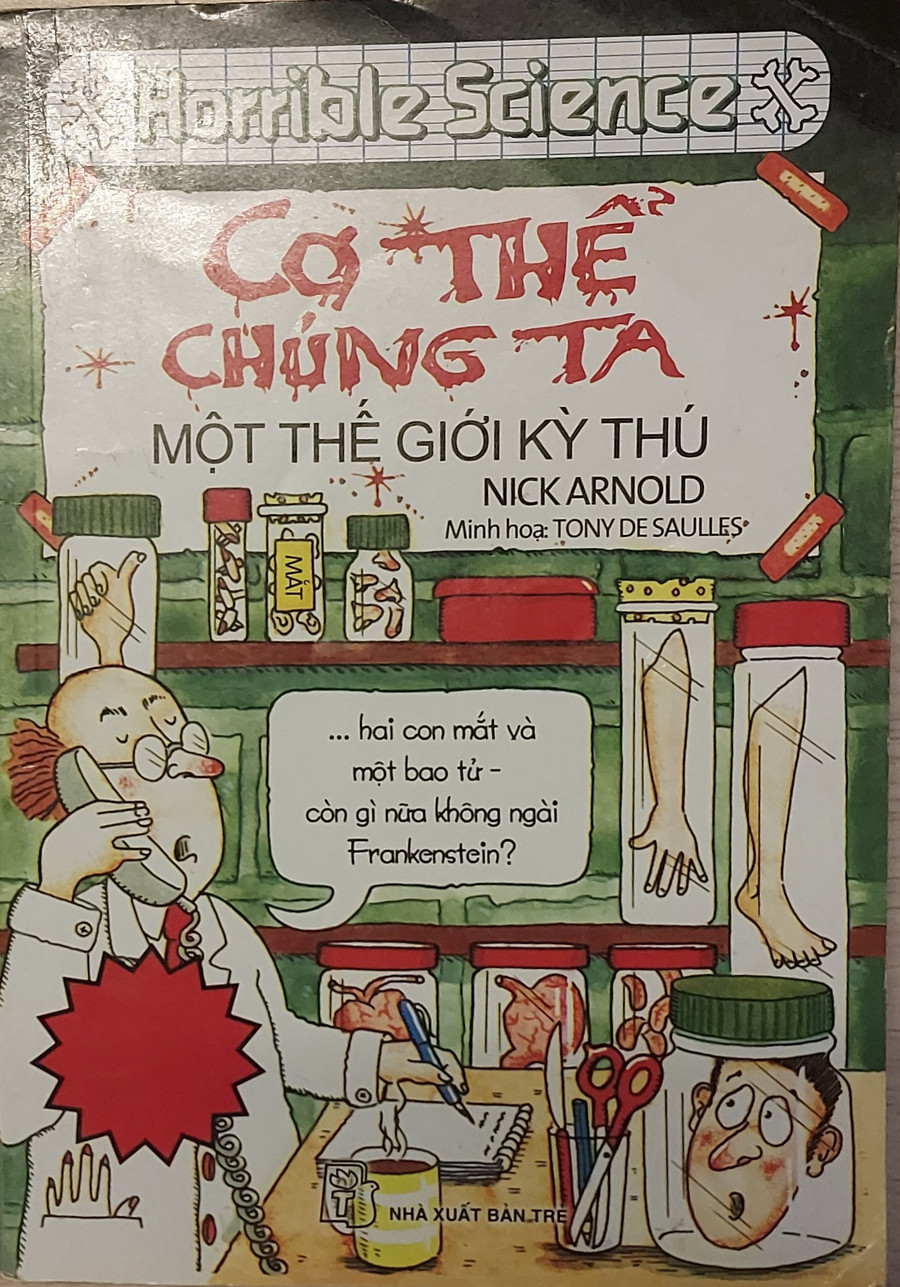 Horrible Science
CƠ THỂ
CHÚNG TA
MỘT THẾ GIỚI KỲ THÚ
NICK ARNOLD
Minh hoạ: TONY DE SAULLES
MẮT
... hai con mắt và
một bao tử -
còn gì nữa không ngài
Frankenstein?
T
NHÀ XUẤT BẢN TRẺ